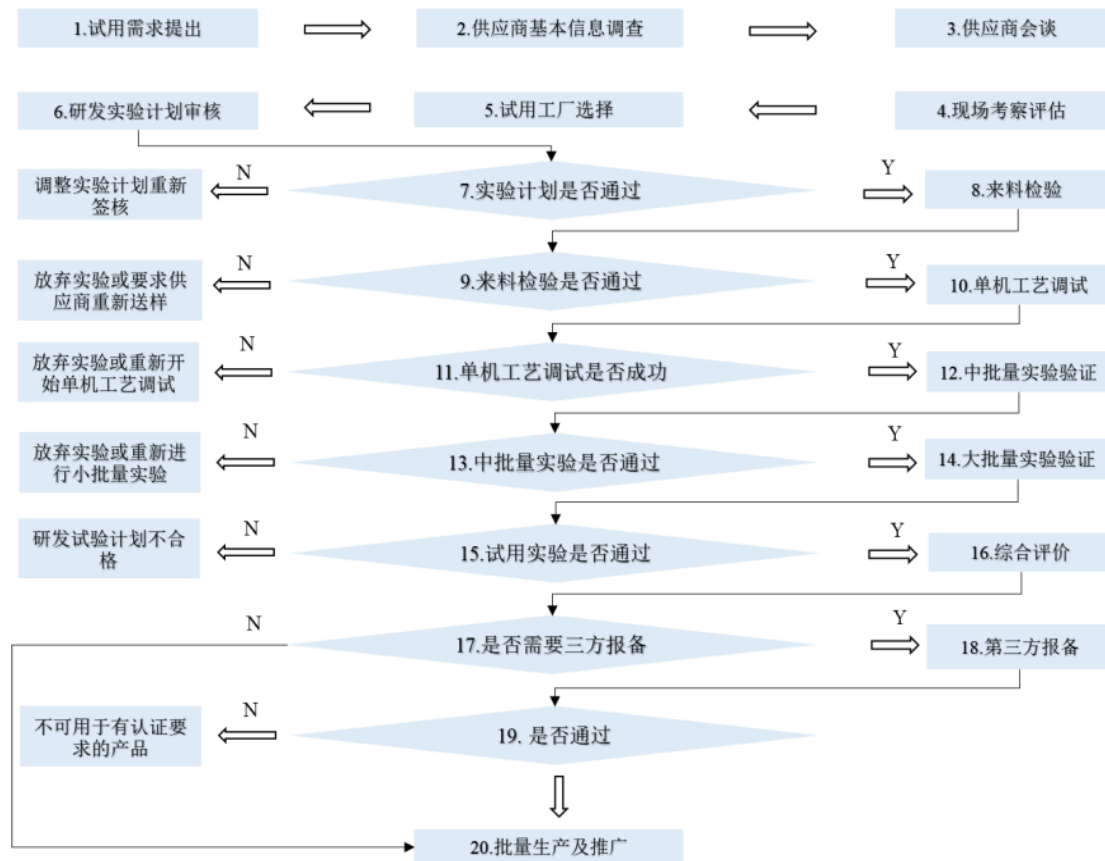 1.试用需求提出
2.供应商基本信息调查
3.供应商会谈
6.研发实验计划审核
5.试用工厂选择
4.现场考察评估
N
Y
调整实验计划重新
签核
7.实验计划是否通过
8.来料检验
N
Y
放弃实验或要求供
应商重新送样
9.来料检验是否通过
10.单机工艺调试
N
Y
放弃实验或重新开
始单机工艺调试
11.单机工艺调试是否成功
12.中批量实验验证
N
Y
放弃实验或重新进
行小批量实验
13.中批量实验是否通过
14.大批量实验验证
N
Y
研发试验计划不合
格
15.试用实验是否通过
16.综合评价
N
Y
17.是否需要三方报备
18.第三方报备
N
不可用于有认证要
求的产品
19. 是否通过
20.批量生产及推广